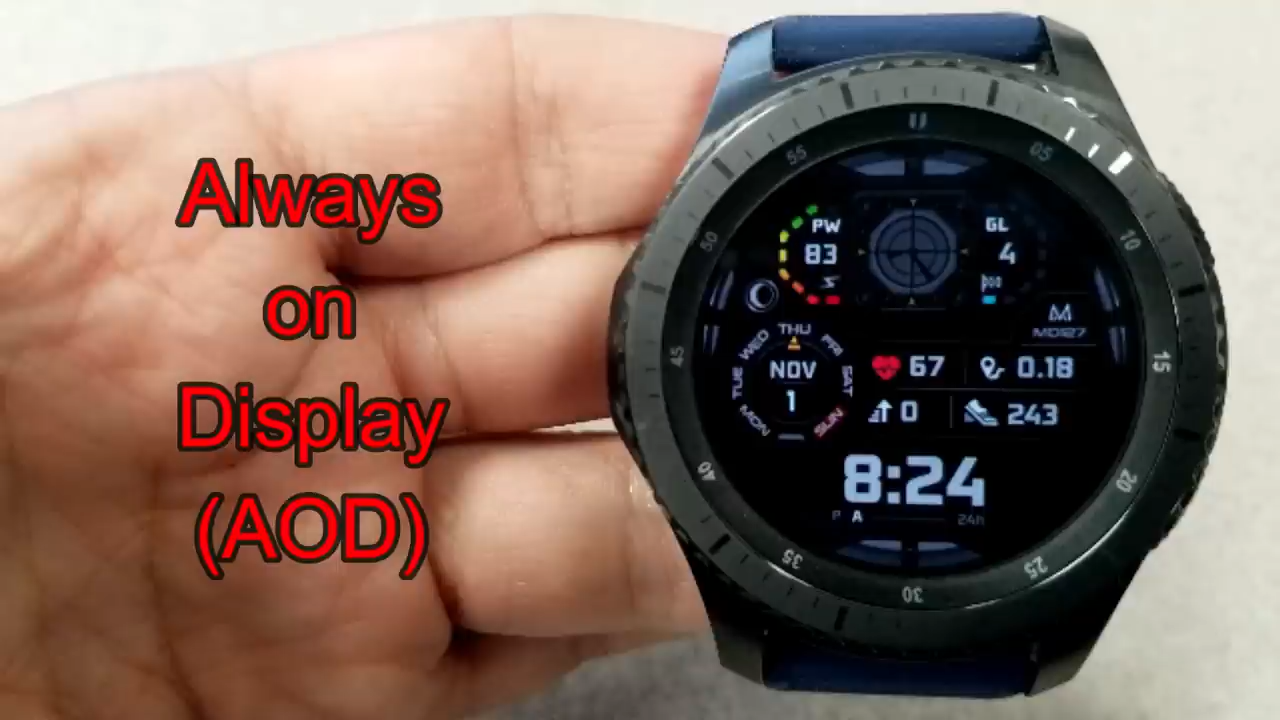 Always
on
Display
(AOD)
55
05
50
10
45
15
40
20
35
25
30
PW
83
GL
4
M
MD127
THU
WED
FRI
TUE
SAT
MON
SUN
NOV
1
67
0.18
0
243
8:24
P A
24h